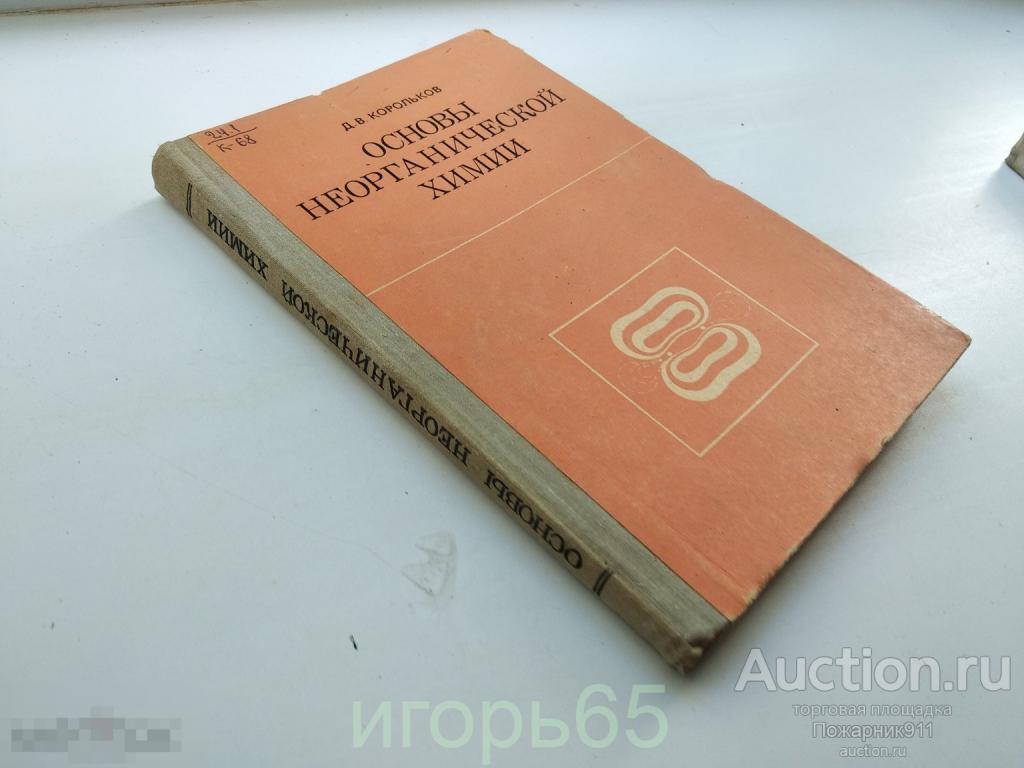 24.1
К-68
Д. В. КОРОЛЬКОВ
ОСНОВЫ
НЕОРГАНИЧЕСКОЙ
ХИМИИ
ОСНОВЫ НЕОРГАНИЧЕСКОЙ ХИМИИ
игорь65
Auction.ru
торговая площадка
Пожарник911
auction.ru